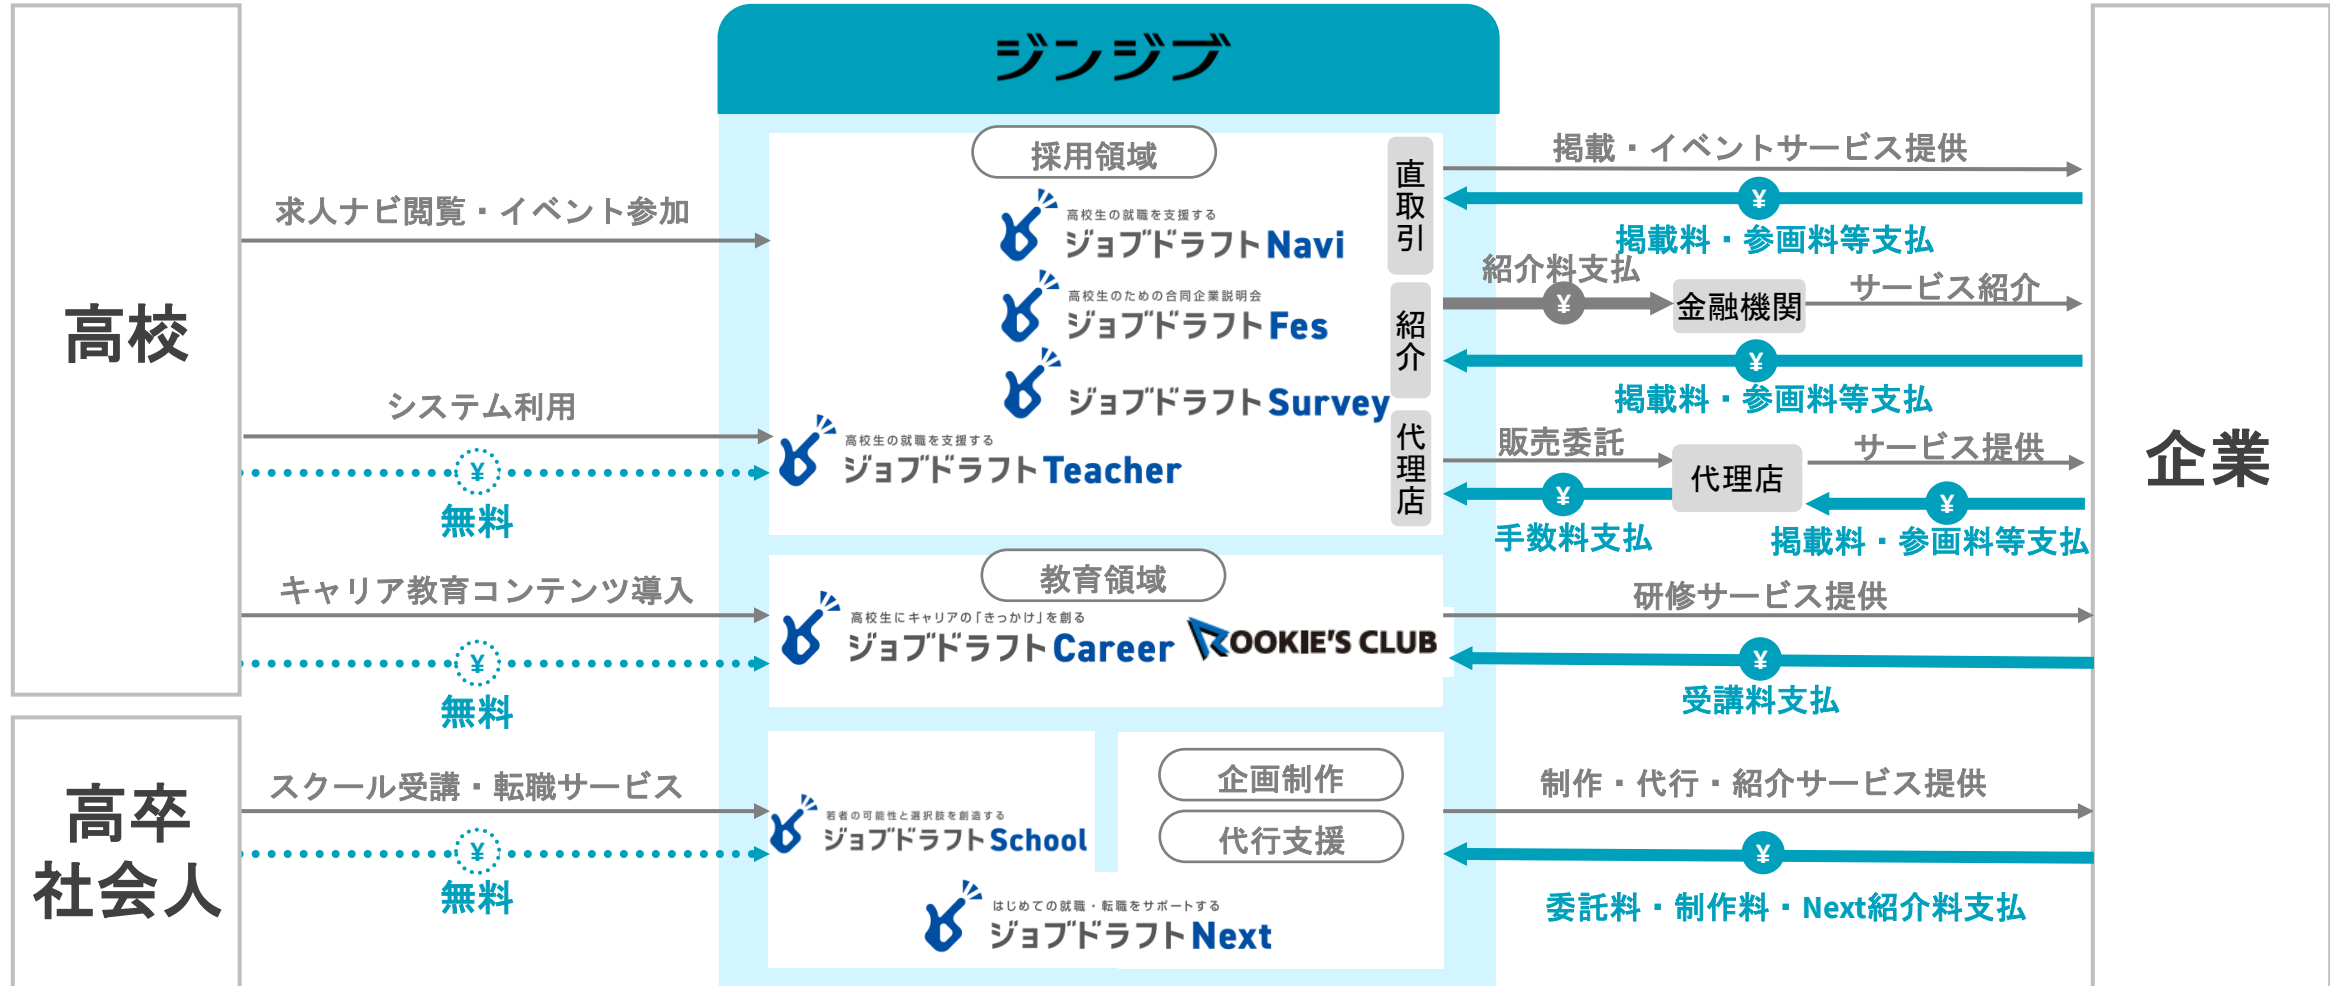 ジンジブ
高校
高卒
社会人
企業
求人ナビ閲覧・イベント参加
システム利用
¥
無料
キャリア教育コンテンツ導入
¥
無料
スクール受講・転職サービス
¥
無料
採用領域
高校生の就職を支援する
ジョブドラフトNavi
高校生のための合同企業説明会
ジョブドラフトFes
ジョブドラフトSurvey
高校生の就職を支援する
ジョブドラフトTeacher
直取引
紹介
代理店
教育領域
高校生にキャリアの「きっかけ」を創る
ジョブドラフトCareer
ROOKIE'S CLUB
若者の可能性と選択肢を創造する
ジョブドラフトSchool
企画制作
代行支援
はじめての就職・転職をサポートする
ジョブドラフトNext
掲載・イベントサービス提供
¥
掲載料・参画料等支払
紹介料支払
¥
金融機関
サービス紹介
¥
掲載料・参画料等支払
販売委託
代理店
サービス提供
¥
手数料支払
¥
掲載料・参画料等支払
研修サービス提供
¥
受講料支払
制作・代行・紹介サービス提供
¥
委託料・制作料・Next紹介料支払